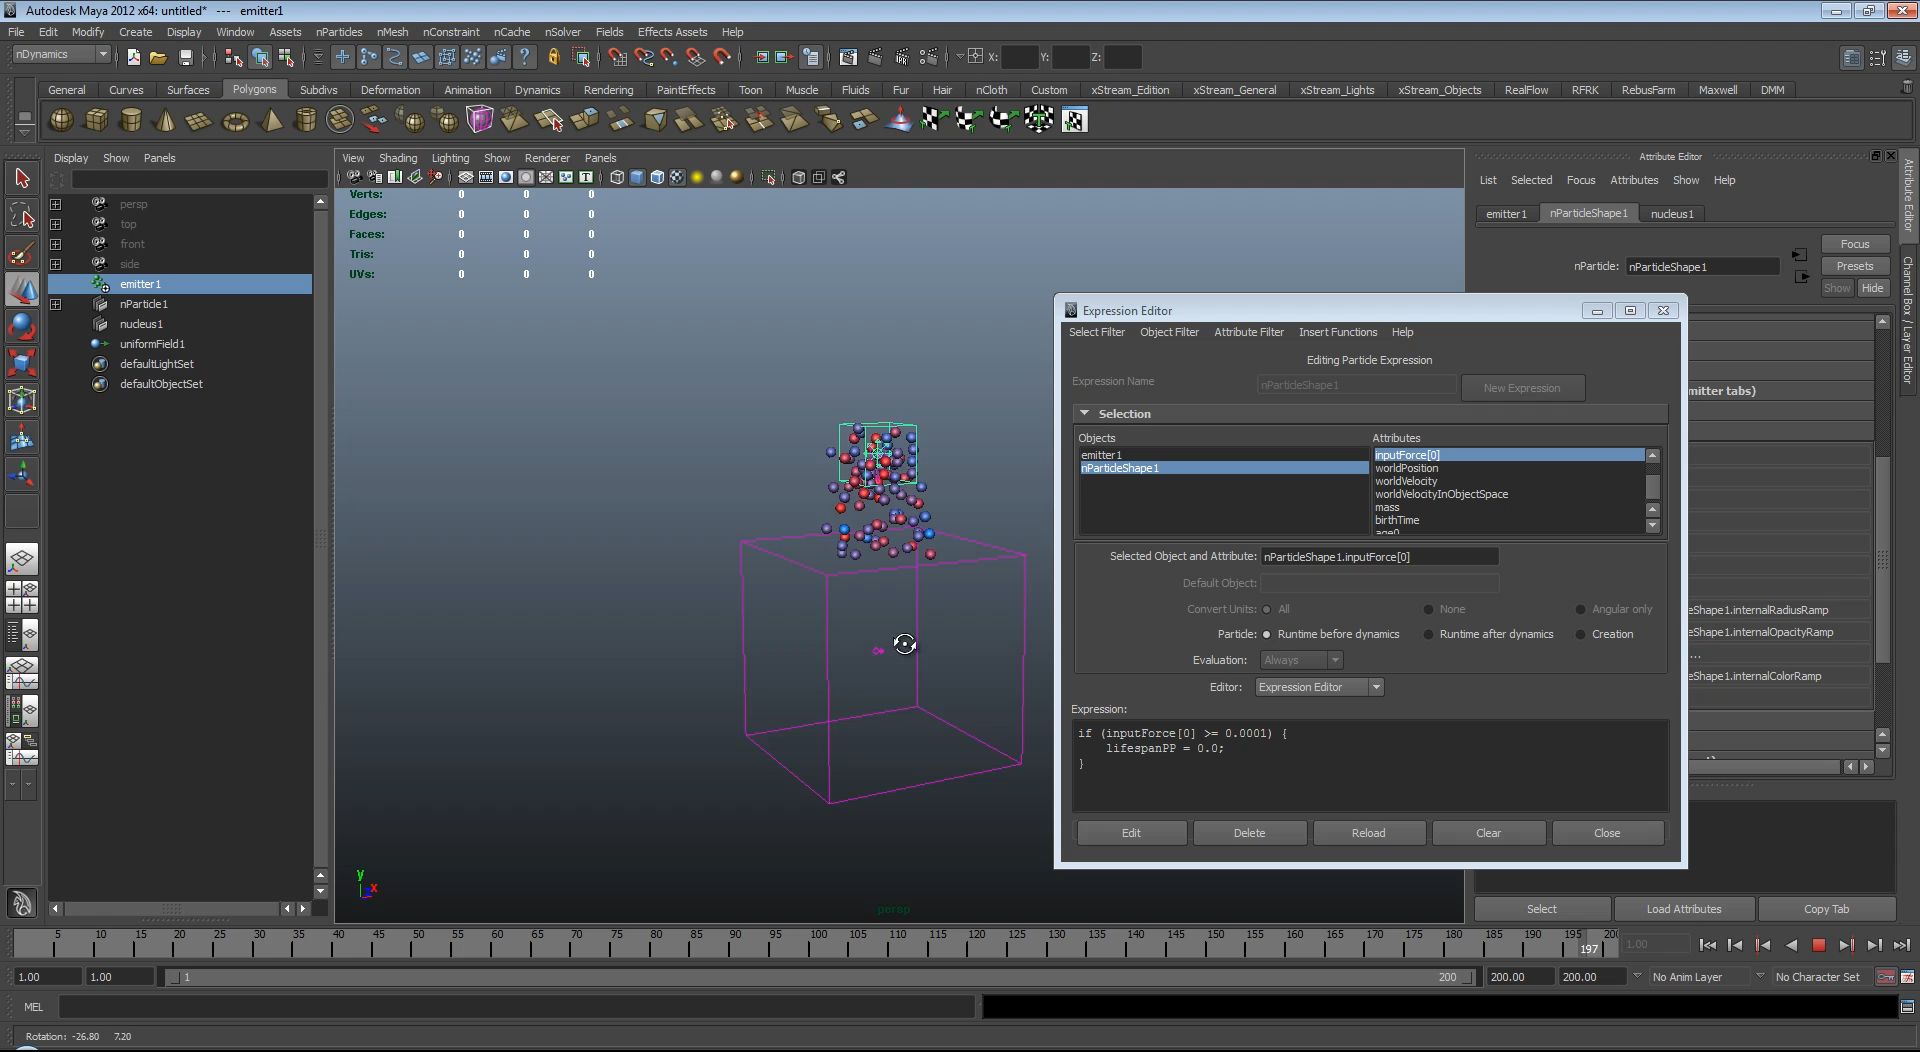 Autodesk Maya 2012 x64: untitled*   ---   emitter1
File Edit Modify Create Display Window Assets nParticles nMesh nConstraint nCache nSolver Fields Effects Assets Help
nDynamics X: Y: Z:
General Curves Surfaces Polygons Subdivs Deformation Animation Dynamics Rendering PaintEffects Toon Muscle Fluids Fur Hair nCloth Custom xStream_Edition xStream_General xStream_Lights xStream_Objects RealFlow RFRK RebusFarm Maxwell DMM
Display Show Panels
persp
top
front
side
emitter1
nParticle1
nucleus1
uniformField1
defaultLightSet
defaultObjectSet
View Shading Lighting Show Renderer Panels
Verts: 0 0 0
Edges: 0 0 0
Faces: 0 0 0
Tris: 0 0 0
UVs: 0 0 0
y
x
persp
Attribute Editor
List Selected Focus Attributes Show Help
emitter1 nParticleShape1 nucleus1
nParticle: nParticleShape1
Focus
Presets
Show Hide
Attribute Editor
Channel Box / Layer Editor
mitter tabs)
eShape1.internalRadiusRamp
eShape1.internalOpacityRamp
...
eShape1.internalColorRamp
Select Load Attributes Copy Tab
Expression Editor
Select Filter Object Filter Attribute Filter Insert Functions Help
Editing Particle Expression
Expression Name nParticleShape1 New Expression
Selection
Objects
emitter1
nParticleShape1
Attributes
inputForce[0]
worldPosition
worldVelocity
worldVelocityInObjectSpace
mass
birthTime
age0
Selected Object and Attribute: nParticleShape1.inputForce[0]
Default Object:
Convert Units: All None Angular only
Particle: Runtime before dynamics Runtime after dynamics Creation
Evaluation: Always
Editor: Expression Editor
Expression:
if (inputForce[0] >= 0.0001) {
lifespanPP = 0.0;
}
Edit Delete Reload Clear Close
5 10 15 20 25 30 35 40 45 50 55 60 65 70 75 80 85 90 95 100 105 110 115 120 125 130 135 140 145 150 155 160 165 170 175 180 185 190 195 200
197
1.00
1.00 1.00 1 200 200.00 200.00 No Anim Layer No Character Set
MEL
Rotation: -26.80 7.20